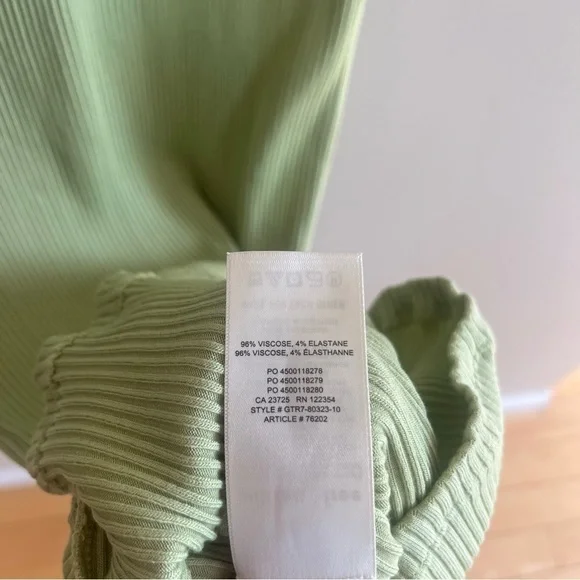 96% VISCOSE, 4% ELASTANE
96% VISCOSE, 4% ÉLASTHANNE
PO 4500118278
PO 4500118279
PO 4500118280
CA 23725 RN 122354
STYLE # GTR7-80323-10
ARTICLE # 76202